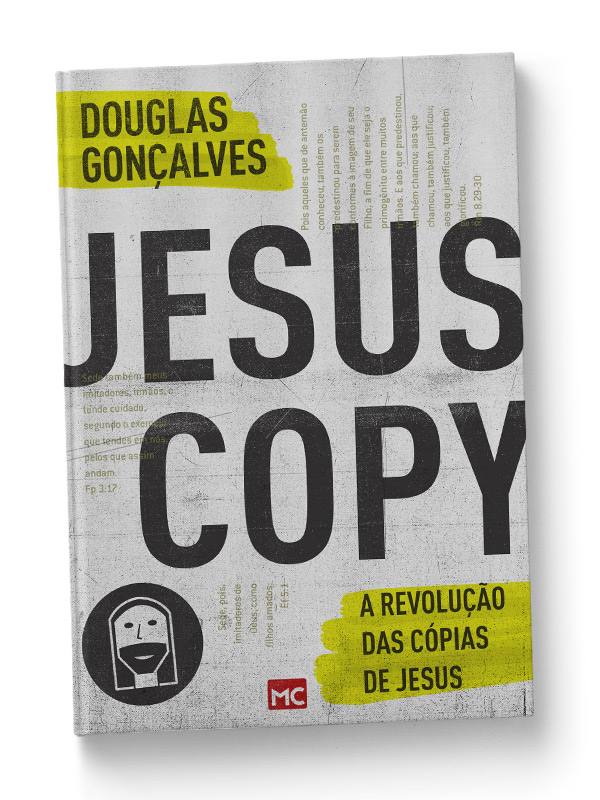 DOUGLAS
GONÇALVES
Pois aqueles que de antemão
conheceu, também os
predestinou para serem
conformes à imagem de seu
Filho, a fim de que ele seja o
primogênito entre muitos
irmãos. E aos que predestinou,
também chamou; aos que
chamou, também justificou;
aos que justificou, também
glorificou.
Rm 8.29-30
JESUS
Sede também meus
imitadores, irmãos, e
tende cuidado,
segundo o exemplo
que tendes em nós,
pelos que assim
andam.
Fp 3:17
COPY
Sede, pois,
imitadores de
Deus, como
filhos amados;
Ef 5.1
A REVOLUÇÃO
DAS CÓPIAS
DE JESUS
MC